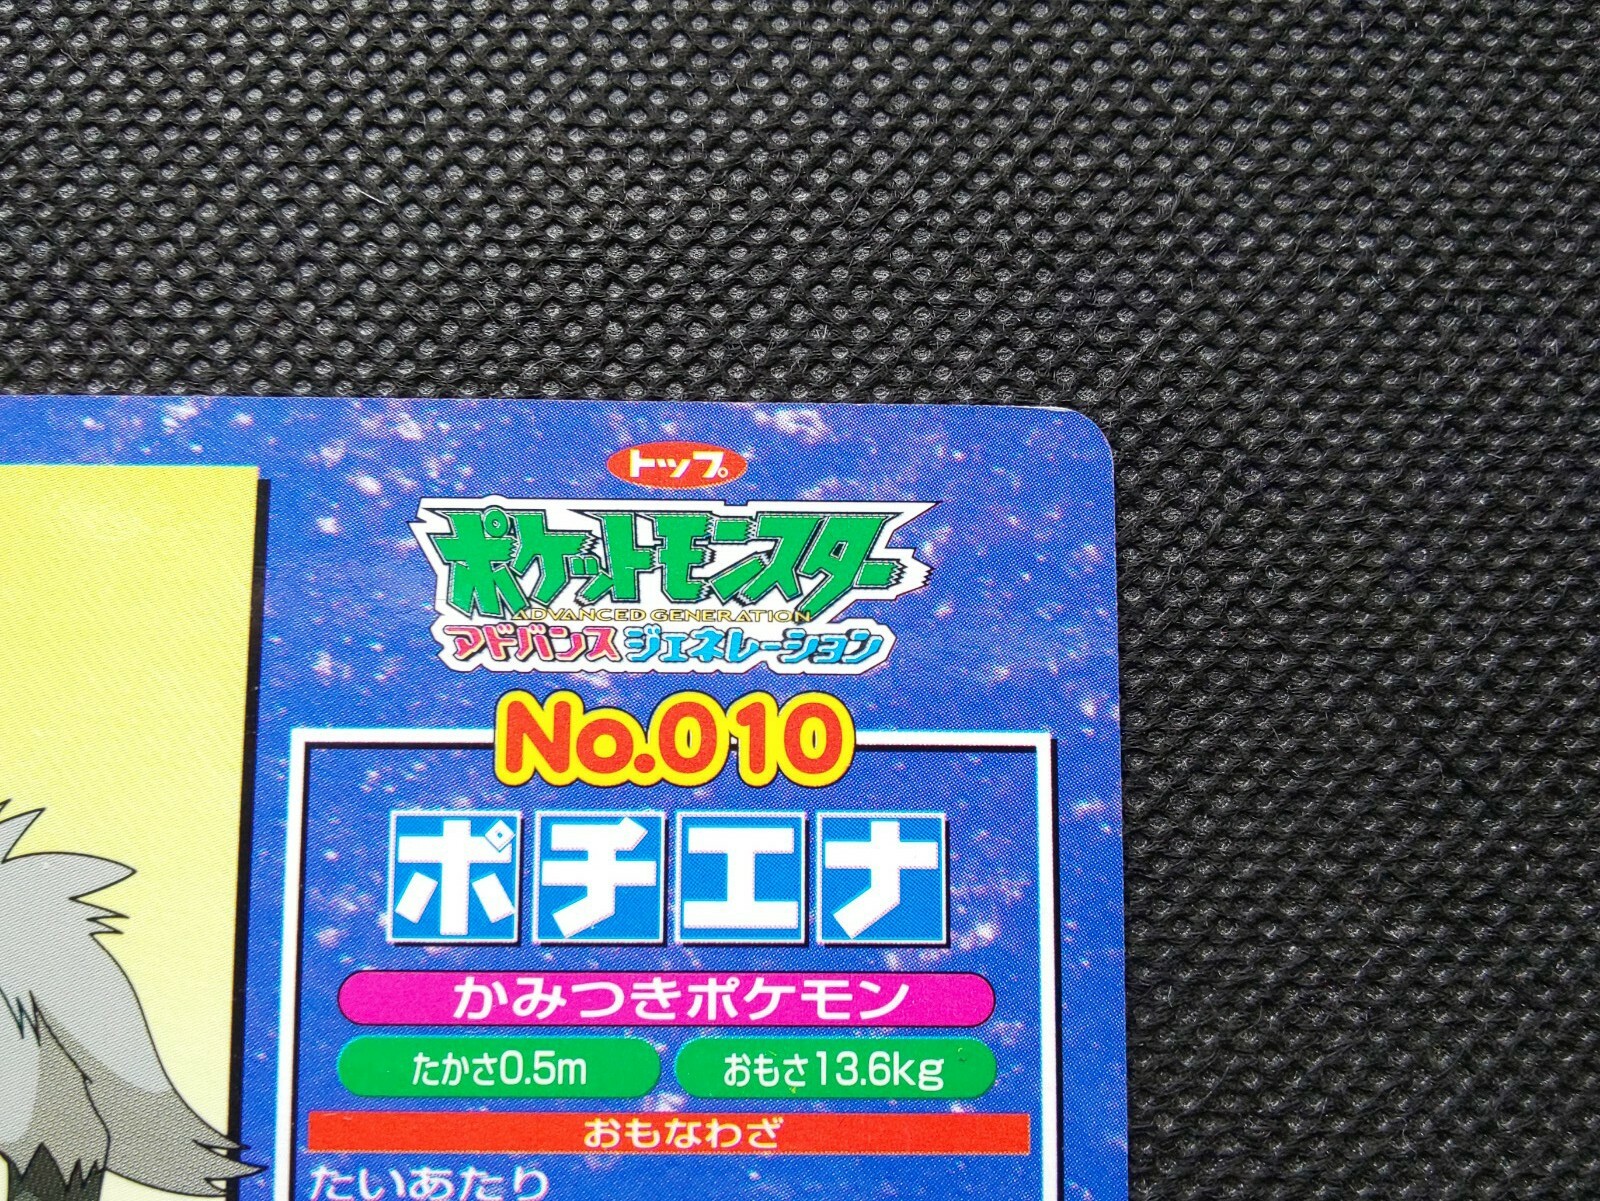 トップ
ポケットモンスター
ADVANCED GENERATION
アドバンスジェネレーション
No.010
ポチエナ
かみつきポケモン
たかさ0.5m おもさ13.6kg
おもなわざ
たいあたり